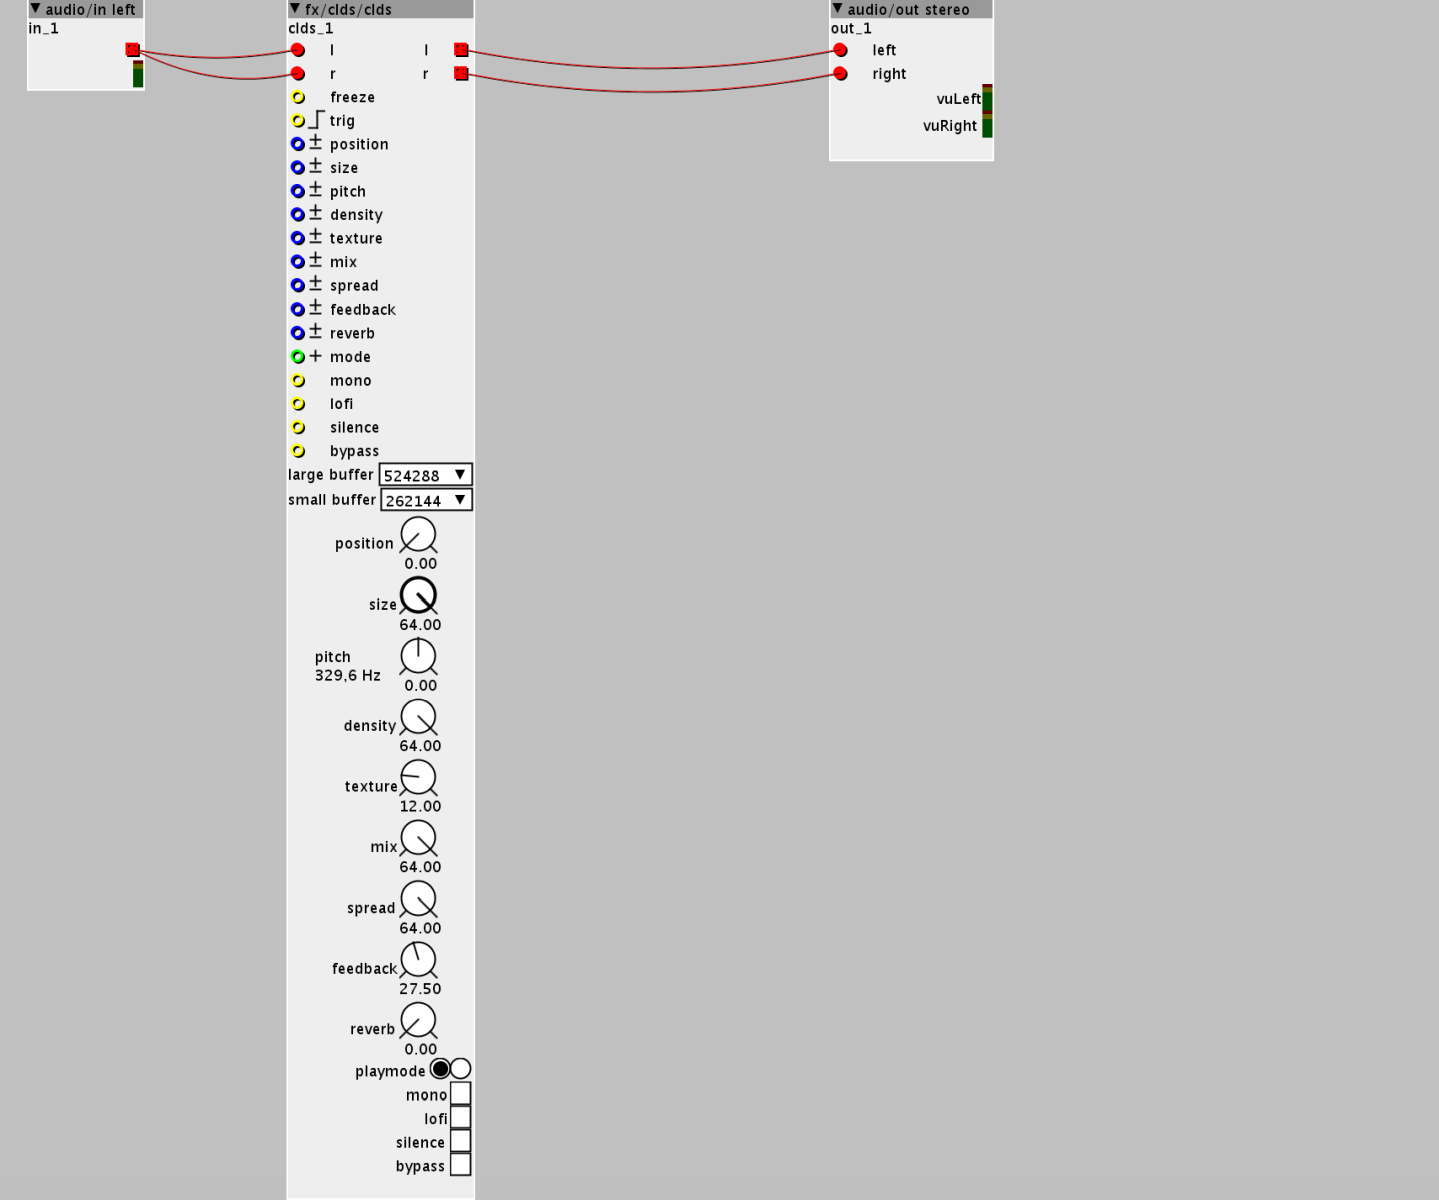 audio/in left
in_1
fx/clds/clds
clds_1
l l
r r
freeze
trig
position
size
pitch
density
texture
mix
spread
feedback
reverb
mode
mono
lofi
silence
bypass
large buffer 524288
small buffer 262144
position
0.00
size
64.00
pitch
329,6 Hz
0.00
density
64.00
texture
12.00
mix
64.00
spread
64.00
feedback
27.50
reverb
0.00
playmode
mono
lofi
silence
bypass
audio/out stereo
out_1
left
right
vuLeft
vuRight